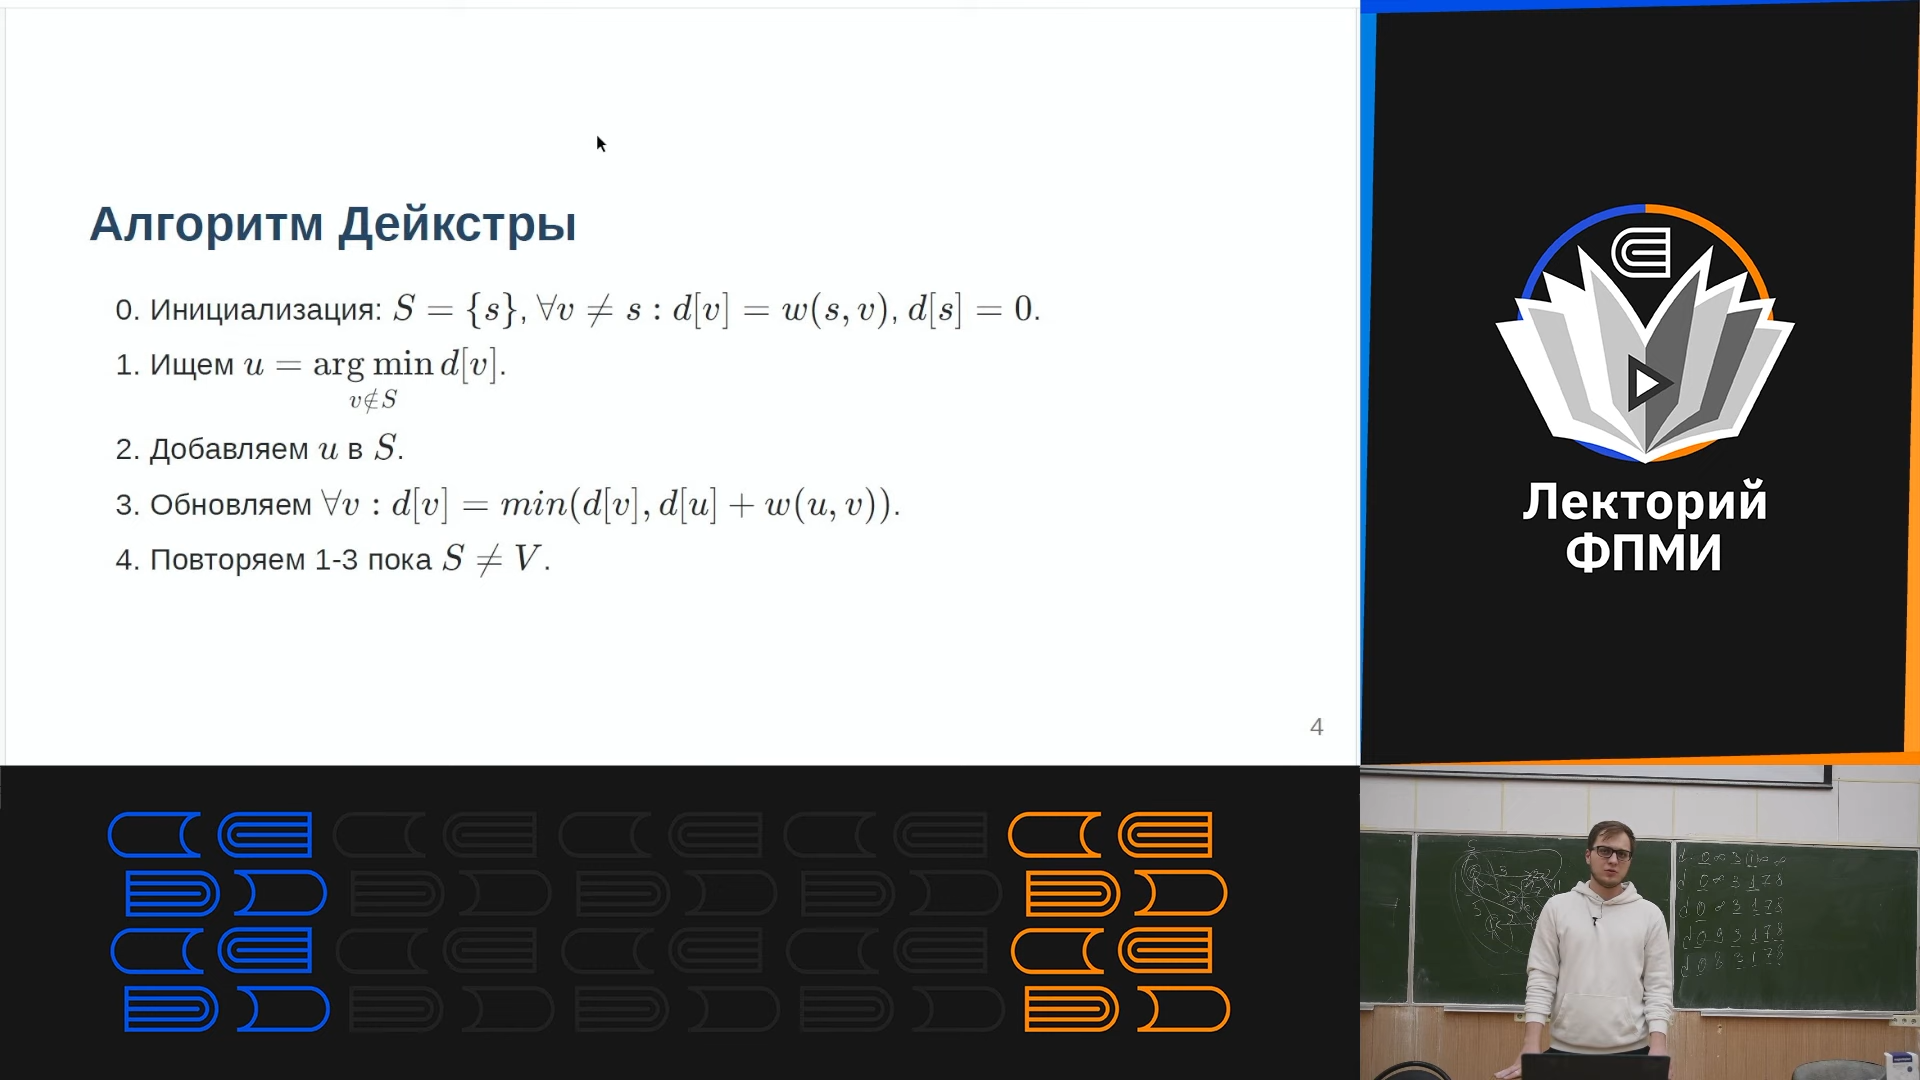 Алгоритм Дейкстры
0. Инициализация: S = {s}, ∀v ≠ s : d[v] = w(s, v), d[s] = 0.
1. Ищем u = arg min d[v].
v∉S
2. Добавляем u в S.
3. Обновляем ∀v : d[v] = min(d[v], d[u] + w(u, v)).
4. Повторяем 1-3 пока S ≠ V.
4
Лекторий
ФПМИ